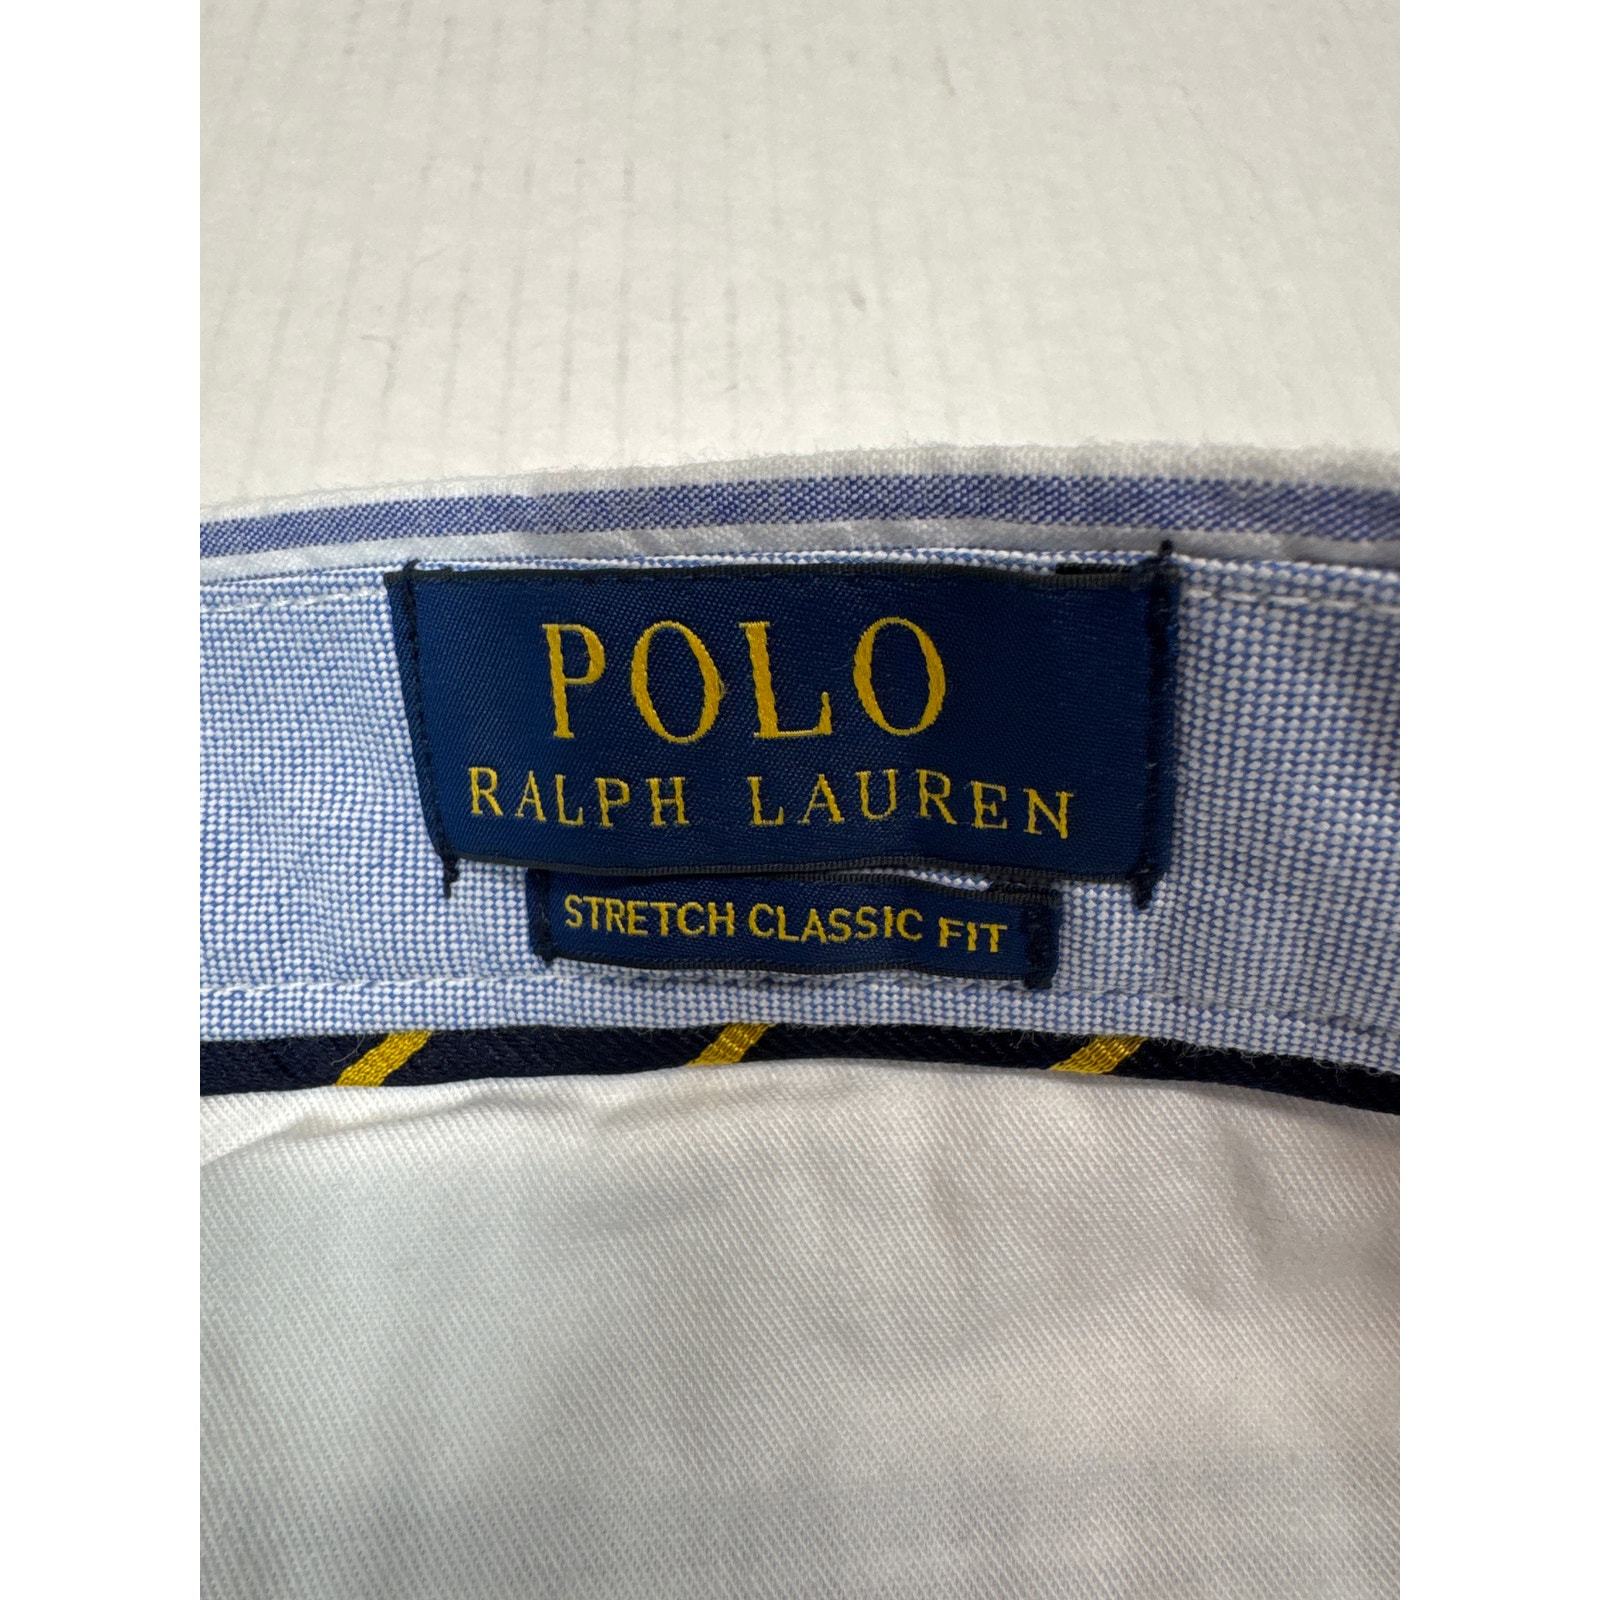 POLO
RALPH LAUREN
STRETCH CLASSIC FIT